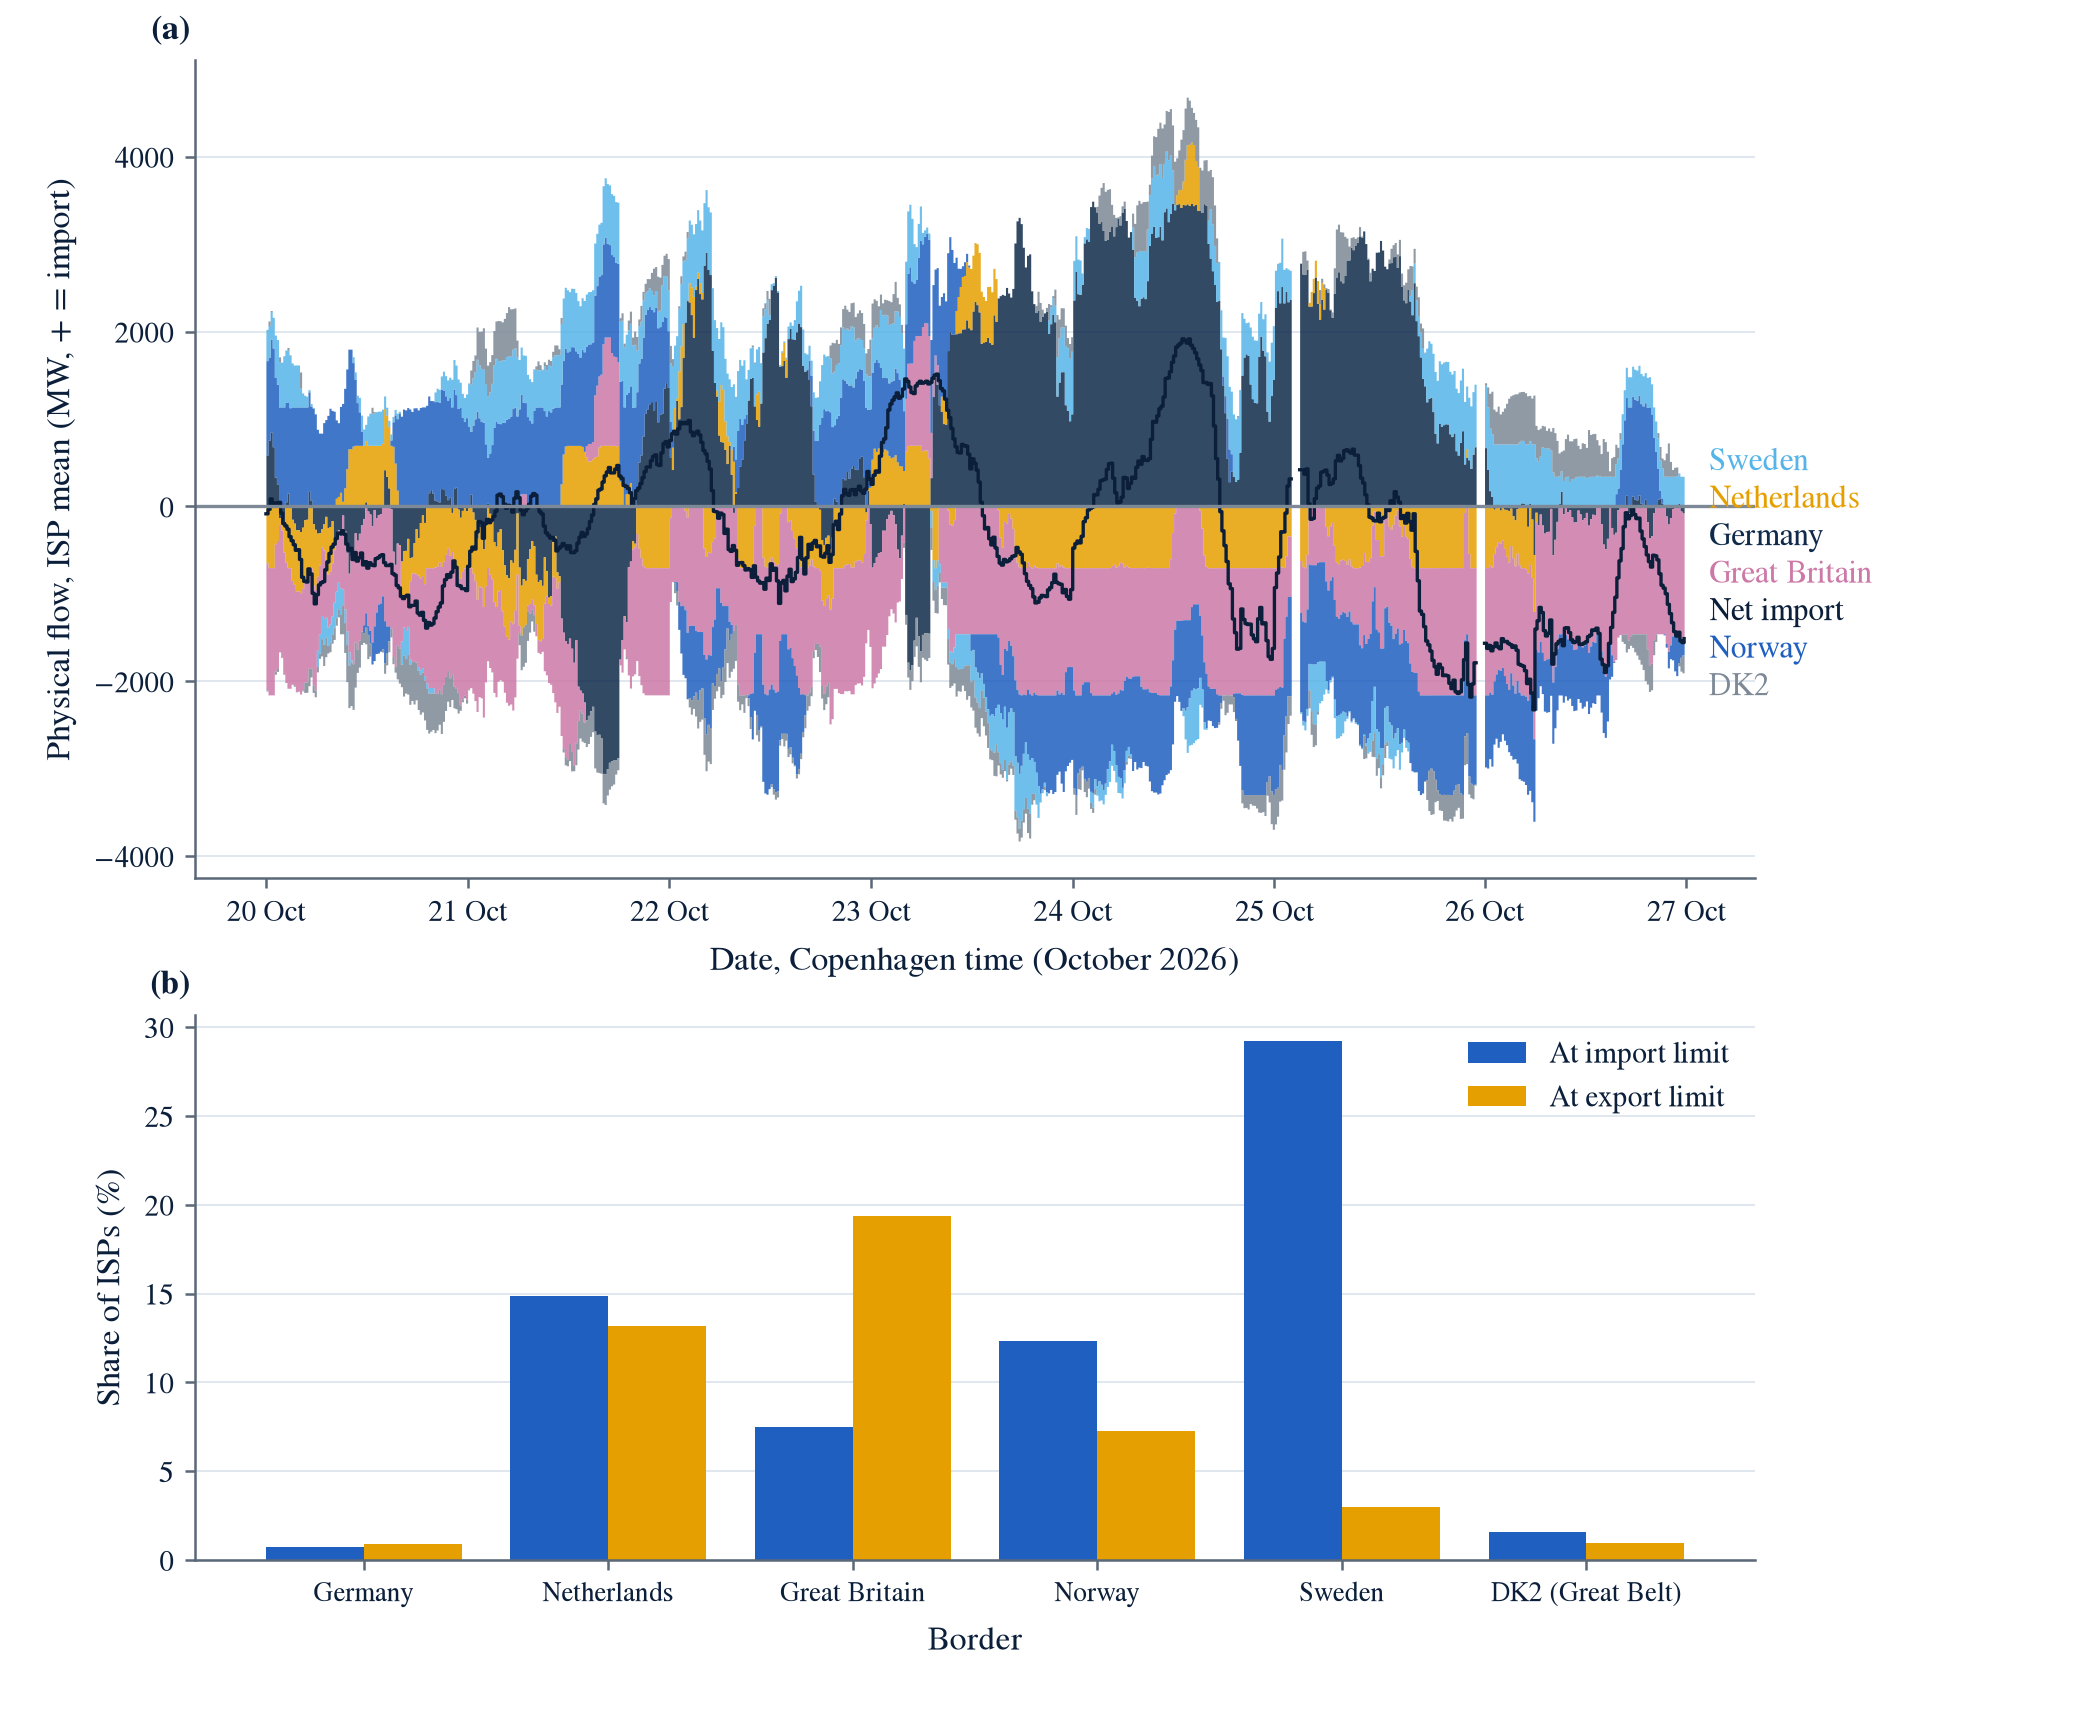 (a)
Physical flow, ISP mean (MW, + = import)
4000
2000
0
−2000
−4000
20 Oct
21 Oct
22 Oct
23 Oct
24 Oct
25 Oct
26 Oct
27 Oct
Date, Copenhagen time (October 2026)
Sweden
Netherlands
Germany
Great Britain
Net import
Norway
DK2
(b)
Share of ISPs (%)
30
25
20
15
10
5
0
At import limit
At export limit
Germany
Netherlands
Great Britain
Norway
Sweden
DK2 (Great Belt)
Border